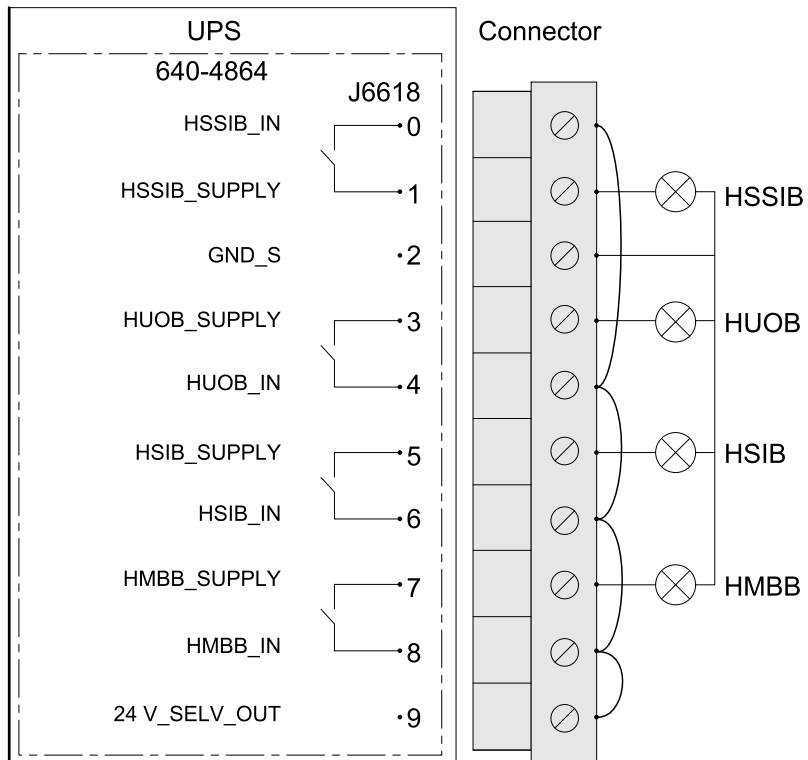 UPS
Connector
640-4864
J6618
HSSIB_IN
0
HSSIB_SUPPLY
1
HSSIB
GND_S
2
HUOB_SUPPLY
3
HUOB
HUOB_IN
4
HSIB_SUPPLY
5
HSIB
HSIB_IN
6
HMBB_SUPPLY
7
HMBB
HMBB_IN
8
24 V_SELV_OUT
9